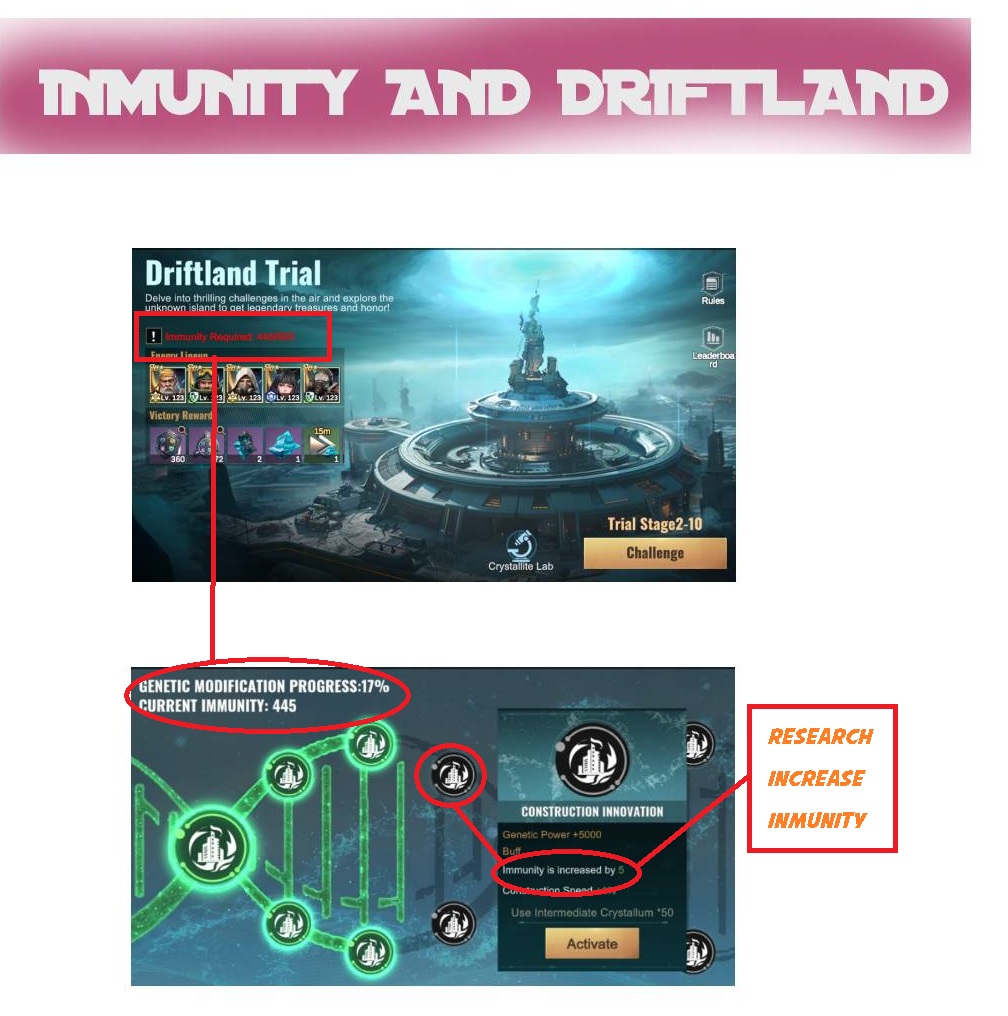 INMUNITY AND DRIFTLAND
Driftland Trial
Delve into thrilling challenges in the air and explore the
unknown island to get legendary treasures and honor!
Rules
! Immunity Required: 445/
Enemy Lineup
Leaderboa
rd
Lv. 123 Lv. 123 Lv. 123 Lv. 123 Lv. 123
Victory Reward
15m
360 72 2 1 1
Trial Stage2-10
Challenge
Crystallite Lab
GENETIC MODIFICATION PROGRESS:17%
CURRENT IMMUNITY: 445
CONSTRUCTION INNOVATION
Genetic Power +5000
Buff
Immunity is increased by 5
Construction Speed
Use Intermediate Crystallum *50
Activate
RESEARCH
INCREASE
INMUNITY